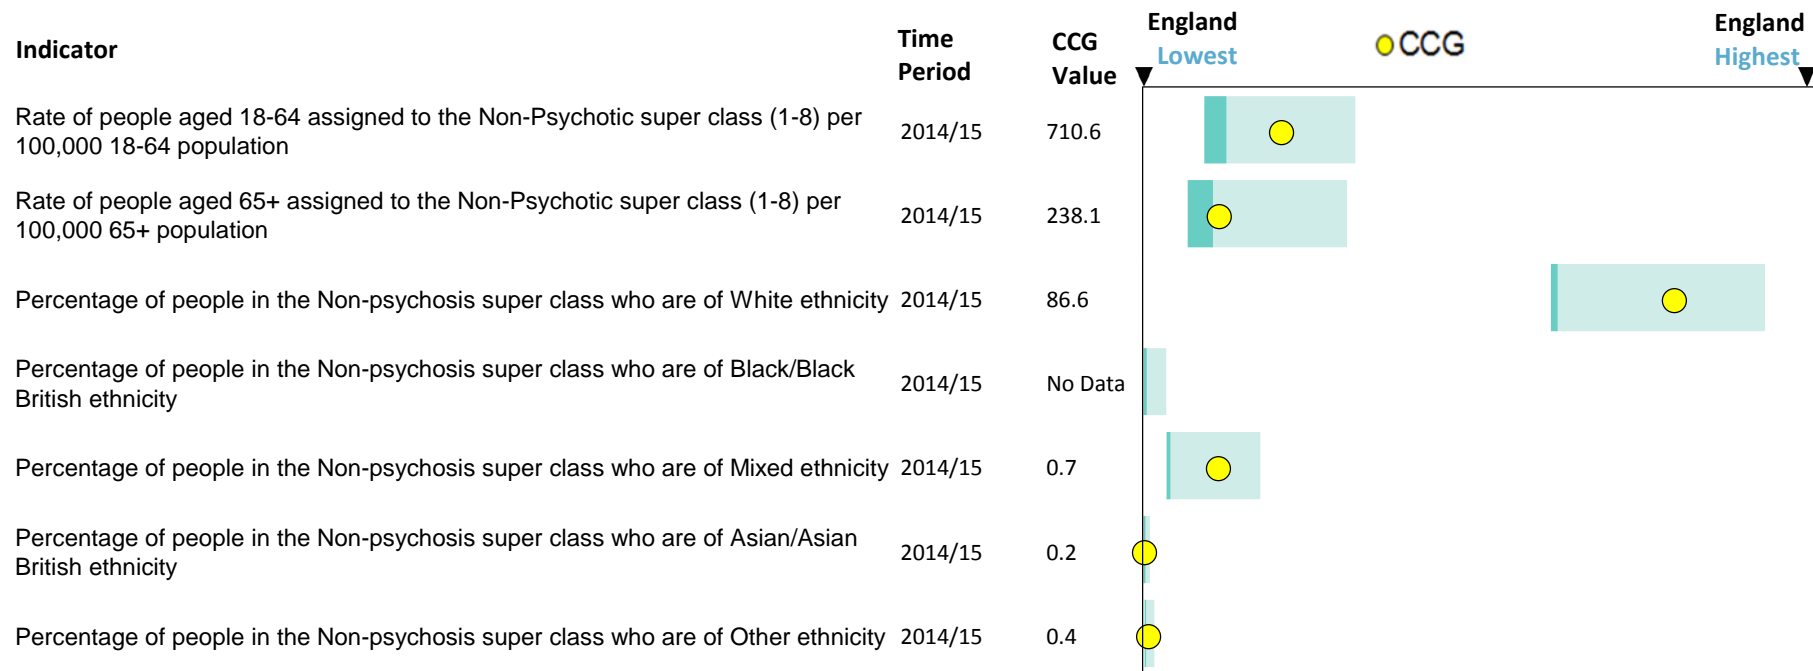 Indicator
Time
Period
CCG
Value
England
Lowest
CCG
England
Highest
Rate of people aged 18-64 assigned to the Non-Psychotic super class (1-8) per
100,000 18-64 population
2014/15
710.6
Rate of people aged 65+ assigned to the Non-Psychotic super class (1-8) per
100,000 65+ population
2014/15
238.1
Percentage of people in the Non-psychosis super class who are of White ethnicity
2014/15
86.6
Percentage of people in the Non-psychosis super class who are of Black/Black
British ethnicity
2014/15
No Data
Percentage of people in the Non-psychosis super class who are of Mixed ethnicity
2014/15
0.7
Percentage of people in the Non-psychosis super class who are of Asian/Asian
British ethnicity
2014/15
0.2
Percentage of people in the Non-psychosis super class who are of Other ethnicity
2014/15
0.4